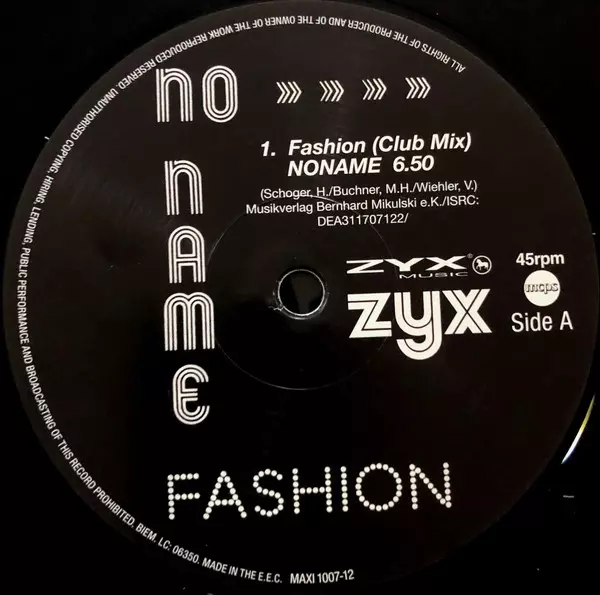 ALL RIGHTS OF THE PRODUCER AND OF THE OWNER OF THE WORK REPRODUCED RESERVED. UNAUTHORISED COPYING, HIRING, LENDING, PUBLIC PERFORMANCE AND BROADCASTING OF THIS RECORD PROHIBITED. BIEM. LC: 06350. MADE IN THE E.E.C. MAXI 1007-12
no
name
1. Fashion (Club Mix)
NONAME 6.50
(Schoger, H./Buchner, M.H./Wiehler, V.)
Musikverlag Bernhard Mikulski e.K./ISRC:
DEA311707122/
ZYX®
MUSIC
zyx
45rpm
mcps
Side A
FASHION